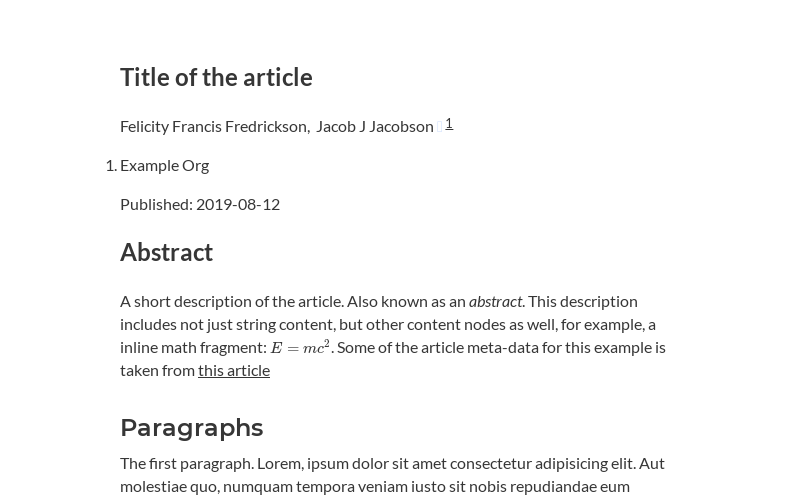 Title of the article
Felicity Francis Fredrickson, Jacob J Jacobson 1
1. Example Org
Published: 2019-08-12
Abstract
A short description of the article. Also known as an abstract. This description
includes not just string content, but other content nodes as well, for example, a
inline math fragment: E = mc². Some of the article meta-data for this example is
taken from this article
Paragraphs
The first paragraph. Lorem, ipsum dolor sit amet consectetur adipisicing elit. Aut
molestiae quo, numquam tempora veniam iusto sit nobis repudiandae eum